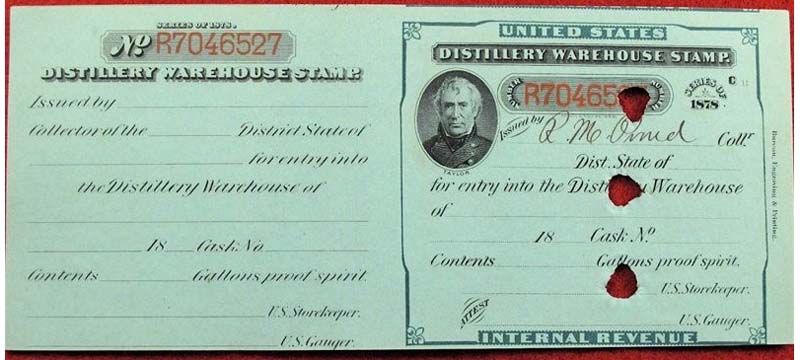 SERIES OF 1878.
No R7046527
DISTILLERY WAREHOUSE STAMP.
Issued by
Collector of the District State of
for entry into
the Distillery Warehouse of
18 Cask No
Contents Gallons proof spirit.
U.S. Storekeeper.
U.S. Gauger.
UNITED STATES
DISTILLERY WAREHOUSE STAMP.
R70465
SERIES OF
1878
C
TAYLOR
Issued by R M Coll.r
Dist. State of
for entry into the Distillery Warehouse
of
18 Cask No.
Contents Gallons proof spirit.
U.S. Storekeeper.
ATTEST
U.S. Gauger.
INTERNAL REVENUE
Bureau, Engraving & Printing.